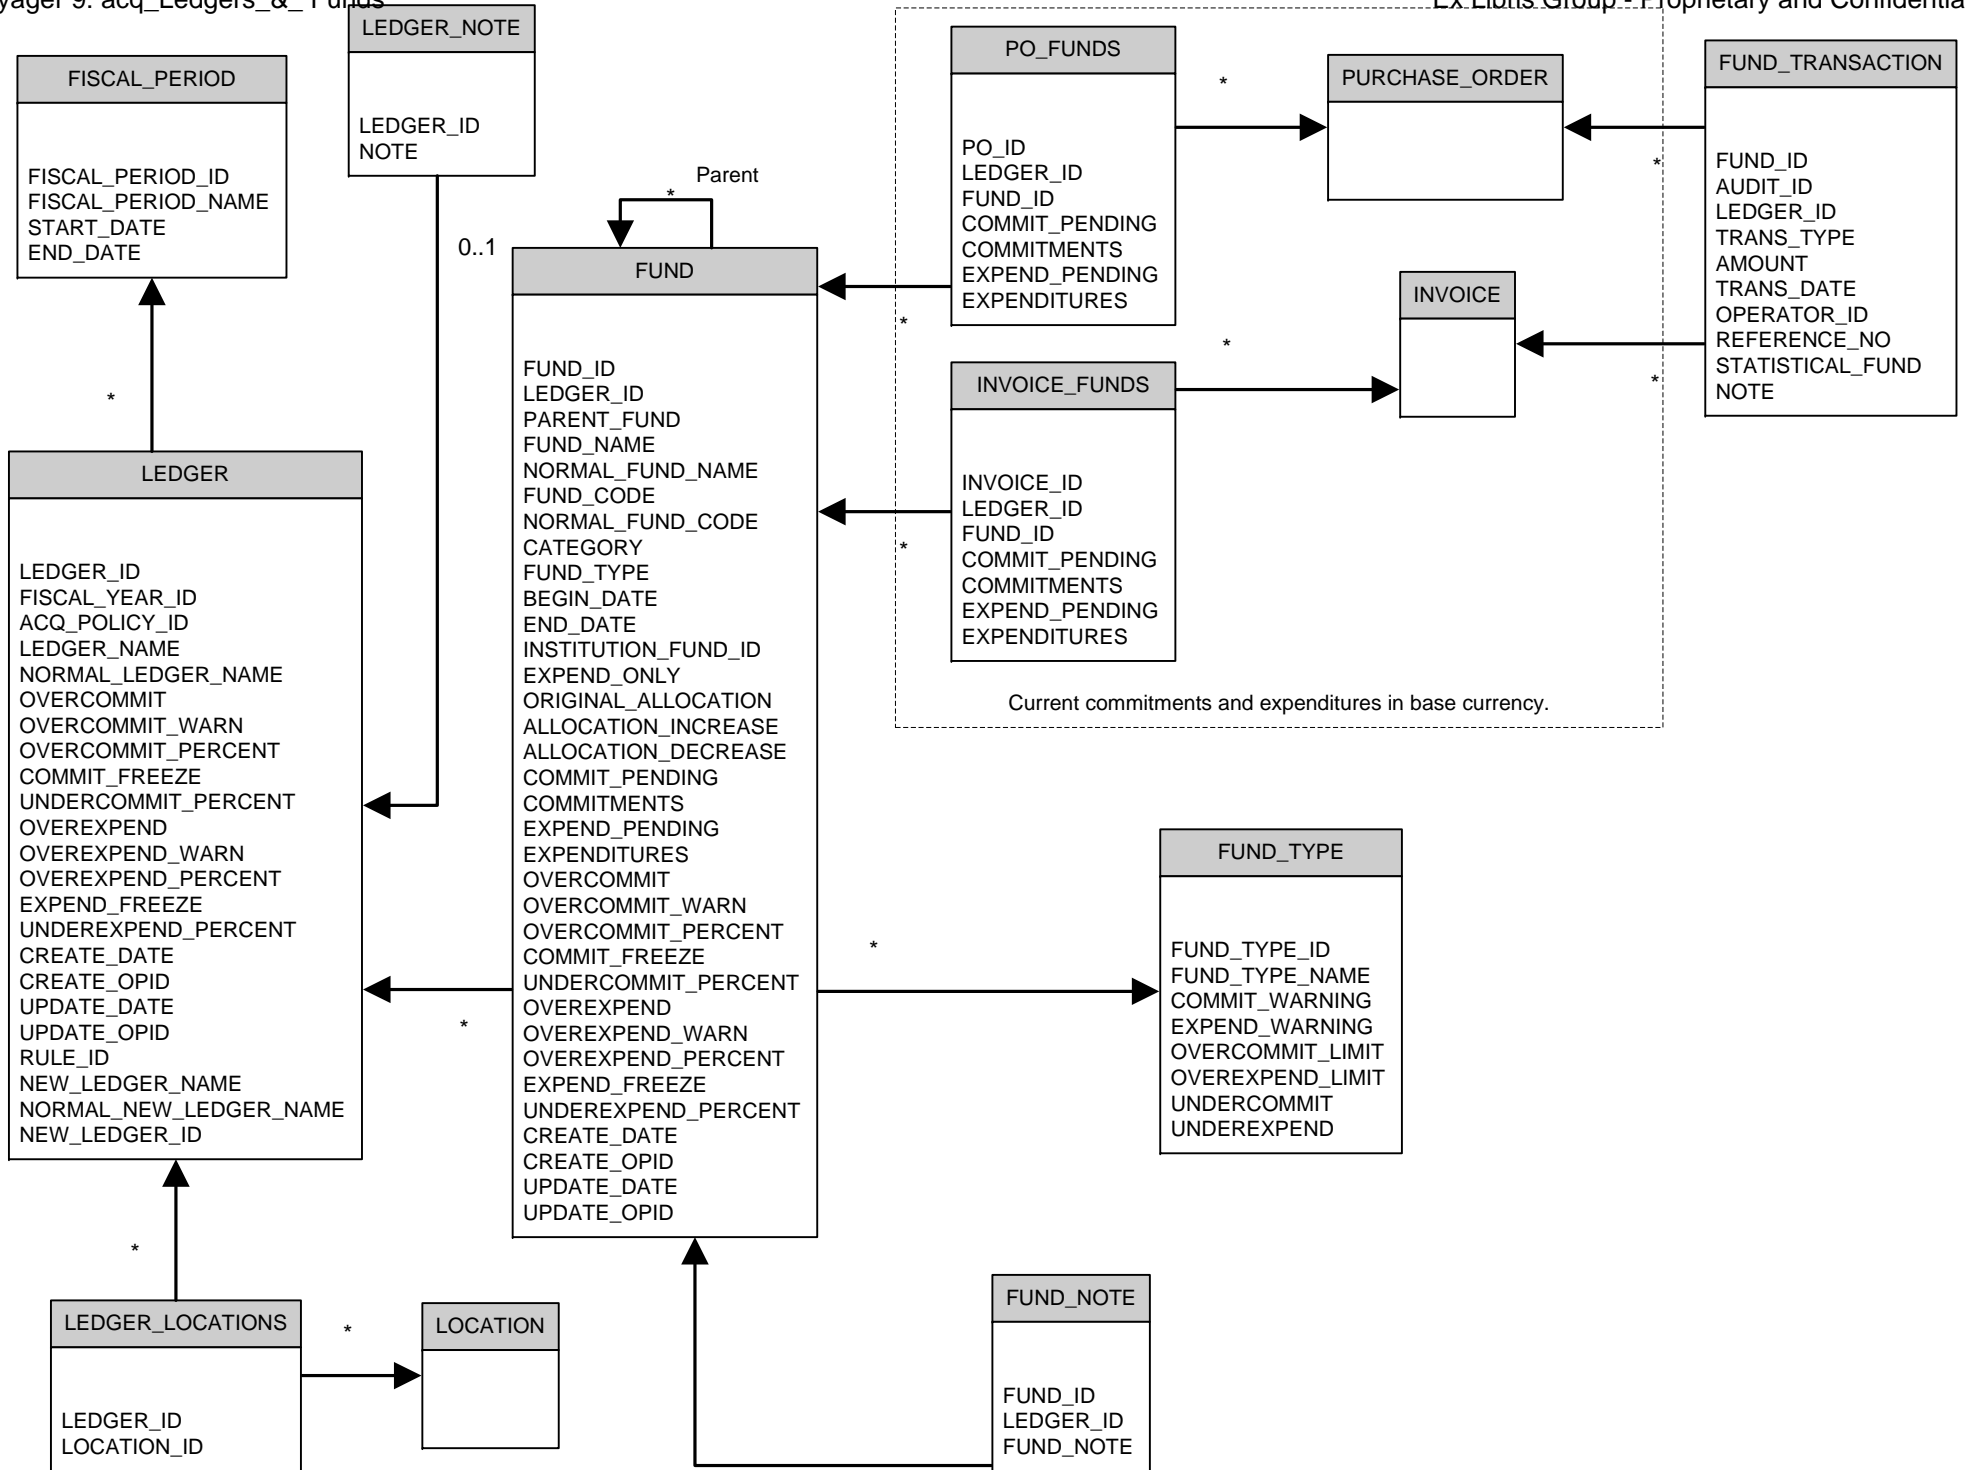 yager 9: acq_Ledgers_&_ Funds
Ex Libris Group - Proprietary and Confidentia
LEDGER_NOTE
LEDGER_ID
NOTE
FISCAL_PERIOD
FISCAL_PERIOD_ID
FISCAL_PERIOD_NAME
START_DATE
END_DATE
*
0..1
Parent
*
PO_FUNDS
PO_ID
LEDGER_ID
FUND_ID
COMMIT_PENDING
COMMITMENTS
EXPEND_PENDING
EXPENDITURES
*
*
PURCHASE_ORDER
INVOICE
*
FUND_TRANSACTION
FUND_ID
AUDIT_ID
LEDGER_ID
TRANS_TYPE
AMOUNT
TRANS_DATE
OPERATOR_ID
REFERENCE_NO
STATISTICAL_FUND
NOTE
*
*
INVOICE_FUNDS
INVOICE_ID
LEDGER_ID
FUND_ID
COMMIT_PENDING
COMMITMENTS
EXPEND_PENDING
EXPENDITURES
*
Current commitments and expenditures in base currency.
LEDGER
LEDGER_ID
FISCAL_YEAR_ID
ACQ_POLICY_ID
LEDGER_NAME
NORMAL_LEDGER_NAME
OVERCOMMIT
OVERCOMMIT_WARN
OVERCOMMIT_PERCENT
COMMIT_FREEZE
UNDERCOMMIT_PERCENT
OVEREXPEND
OVEREXPEND_WARN
OVEREXPEND_PERCENT
EXPEND_FREEZE
UNDEREXPEND_PERCENT
CREATE_DATE
CREATE_OPID
UPDATE_DATE
UPDATE_OPID
RULE_ID
NEW_LEDGER_NAME
NORMAL_NEW_LEDGER_NAME
NEW_LEDGER_ID
*
FUND
FUND_ID
LEDGER_ID
PARENT_FUND
FUND_NAME
NORMAL_FUND_NAME
FUND_CODE
NORMAL_FUND_CODE
CATEGORY
FUND_TYPE
BEGIN_DATE
END_DATE
INSTITUTION_FUND_ID
EXPEND_ONLY
ORIGINAL_ALLOCATION
ALLOCATION_INCREASE
ALLOCATION_DECREASE
COMMIT_PENDING
COMMITMENTS
EXPEND_PENDING
EXPENDITURES
OVERCOMMIT
OVERCOMMIT_WARN
OVERCOMMIT_PERCENT
COMMIT_FREEZE
UNDERCOMMIT_PERCENT
OVEREXPEND
OVEREXPEND_WARN
OVEREXPEND_PERCENT
EXPEND_FREEZE
UNDEREXPEND_PERCENT
CREATE_DATE
CREATE_OPID
UPDATE_DATE
UPDATE_OPID
*
FUND_TYPE
FUND_TYPE_ID
FUND_TYPE_NAME
COMMIT_WARNING
EXPEND_WARNING
OVERCOMMIT_LIMIT
OVEREXPEND_LIMIT
UNDERCOMMIT
UNDEREXPEND
*
LEDGER_LOCATIONS
LEDGER_ID
LOCATION_ID
*
LOCATION
FUND_NOTE
FUND_ID
LEDGER_ID
FUND_NOTE